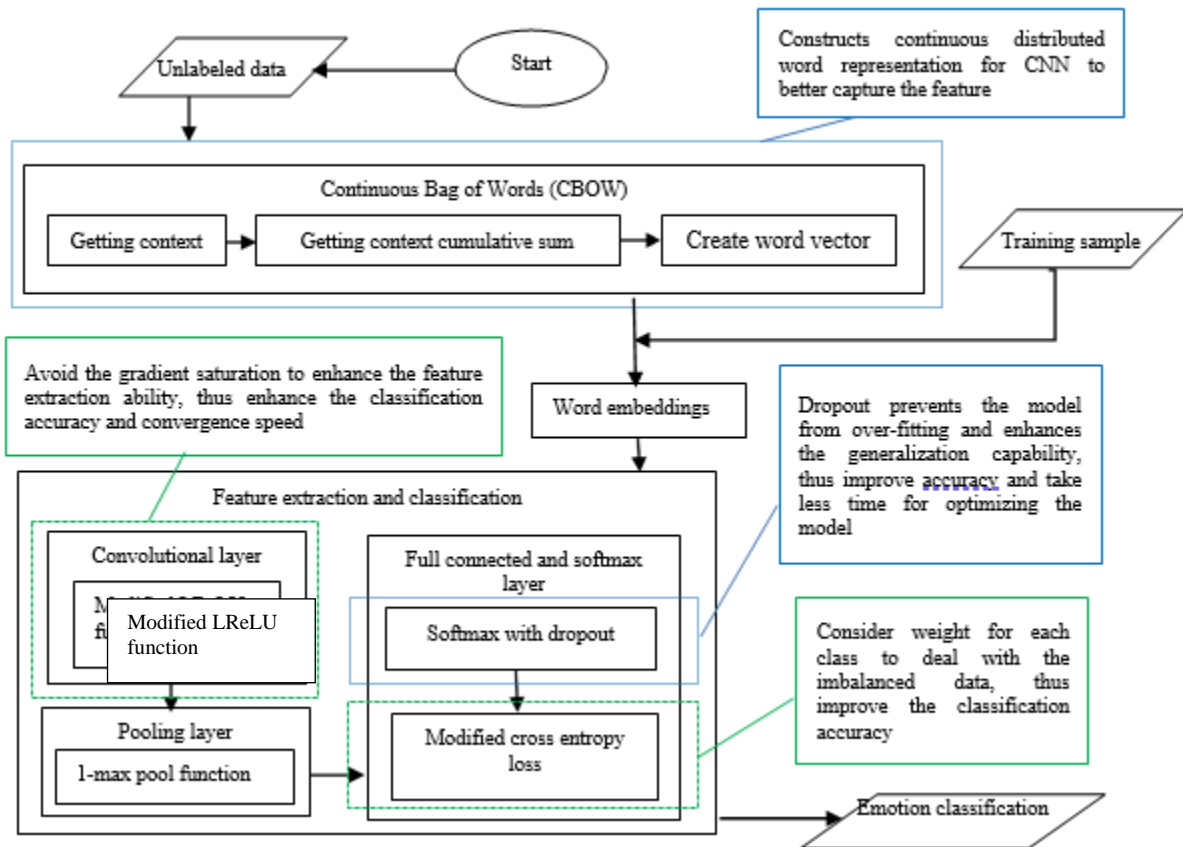 Constructs continuous distributed
word representation for CNN to
better capture the feature
Start
Unlabeled data
Continuous Bag of Words (CBOW)
Getting context
Getting context cumulative sum
Create word vector
Training sample
Avoid the gradient saturation to enhance the feature
extraction ability, thus enhance the classification
accuracy and convergence speed
Word embeddings
Dropout prevents the model
from over-fitting and enhances
the generalization capability,
thus improve accuracy and take
less time for optimizing the
model
Feature extraction and classification
Convolutional layer
Modified LReLU
function
Full connected and softmax
layer
Softmax with dropout
Consider weight for each
class to deal with the
imbalanced data, thus
improve the classification
accuracy
Pooling layer
1-max pool function
Modified cross entropy
loss
Emotion classification